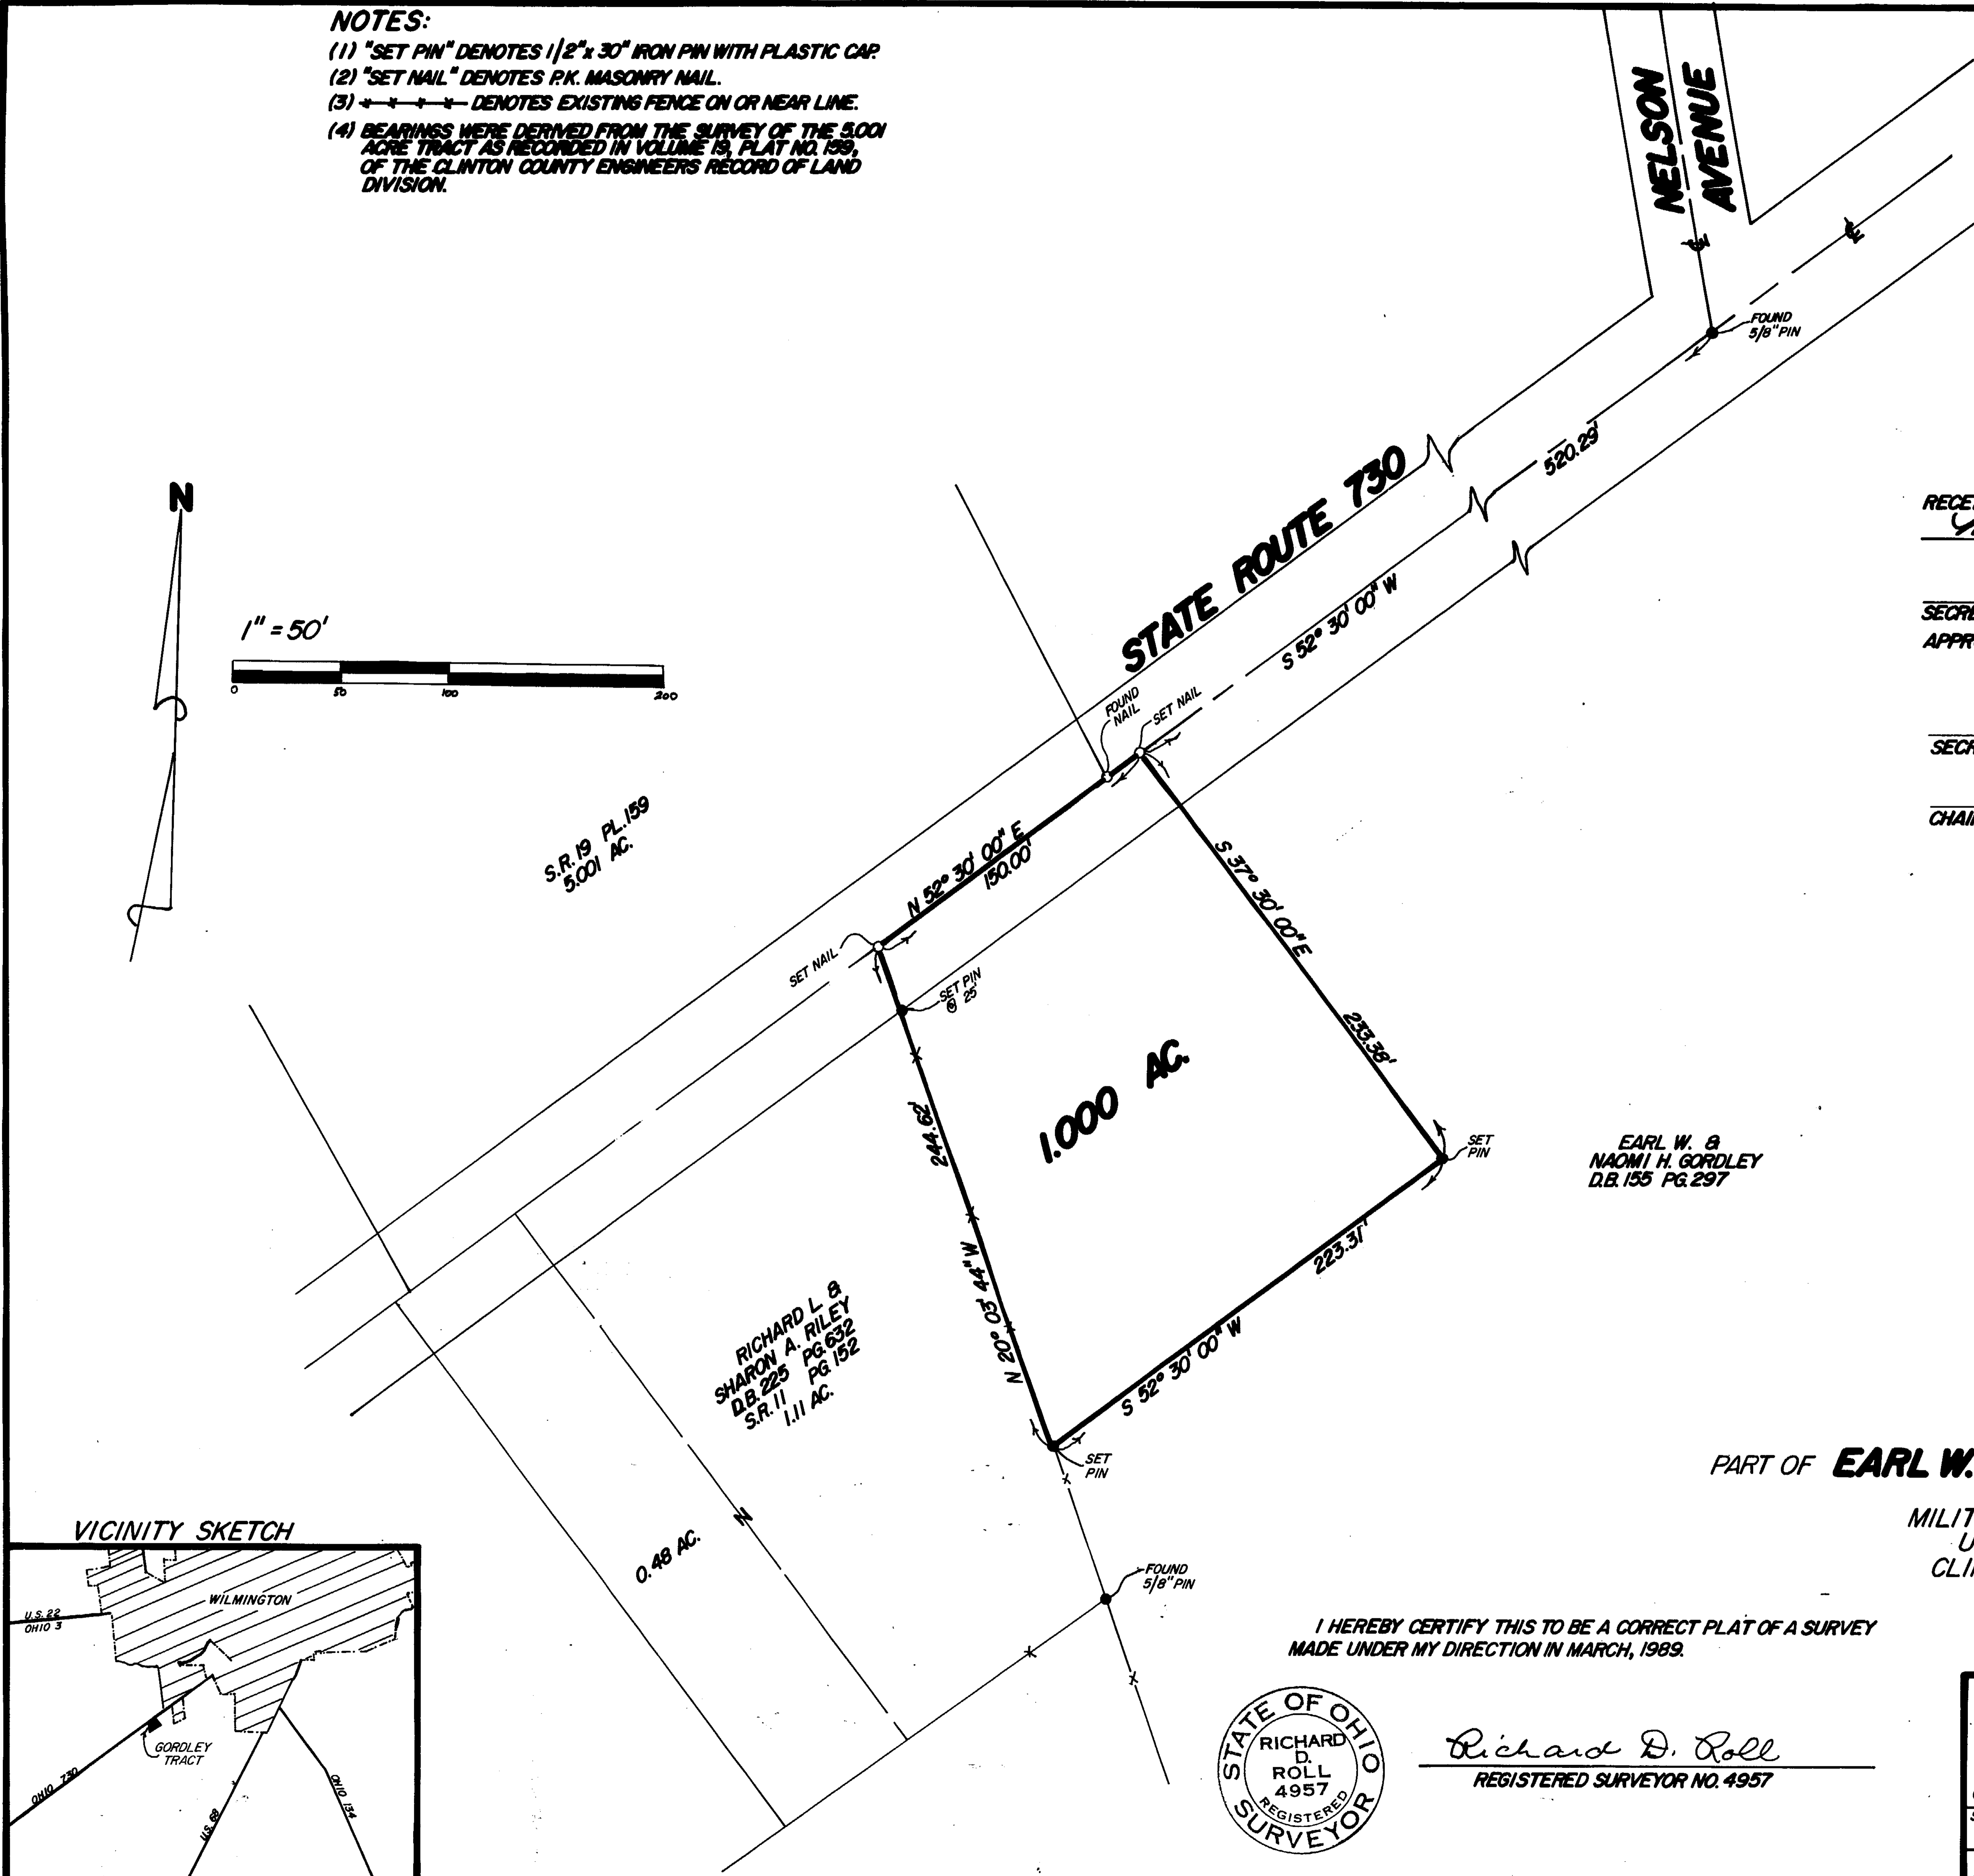 NOTES:
(1) "SET PIN" DENOTES 1/2"x 30" IRON PIN WITH PLASTIC CAP.
(2) "SET NAIL" DENOTES P.K. MASONRY NAIL.
(3) x x x x DENOTES EXISTING FENCE ON OR NEAR LINE.
(4) BEARINGS WERE DERIVED FROM THE SURVEY OF THE 5.001
ACRE TRACT AS RECORDED IN VOLUME 19, PLAT NO. 159,
OF THE CLINTON COUNTY ENGINEERS RECORD OF LAND
DIVISION.
NELSON
AVENUE
FOUND
5/8" PIN
520.29'
STATE ROUTE 730
S 52° 30' 00" W
N
1" = 50'
0 50 100 200
FOUND
NAIL
SET NAIL
S.R. 19 PL. 159
5.001 AC.
N 52° 30' 00" E
150.00'
S 37° 30' 00" E
233.38'
SET NAIL
SET PIN
@ 25'
1.000 AC.
244.62'
N 20° 03' 44" W
SET
PIN
EARL W. &
NAOMI H. GORDLEY
D.B. 155 PG. 297
223.31'
S 52° 30' 00" W
RICHARD L. &
SHARON A. RILEY
D.B. 225 PG. 632
S.R. 11 PG. 152
1.11 AC.
SET
PIN
0.48 AC.
FOUND
5/8" PIN
RECE
SECRE
APPR
SECR
CHAI
PART OF EARL W.
MILIT
U
CLI
VICINITY SKETCH
WILMINGTON
U.S. 22
OHIO 3
GORDLEY
TRACT
OHIO 730
U.S. 68
OHIO 134
I HEREBY CERTIFY THIS TO BE A CORRECT PLAT OF A SURVEY
MADE UNDER MY DIRECTION IN MARCH, 1989.
STATE OF OHIO
RICHARD
D.
ROLL
4957
REGISTERED
SURVEYOR
Richard D. Roll
REGISTERED SURVEYOR NO. 4957